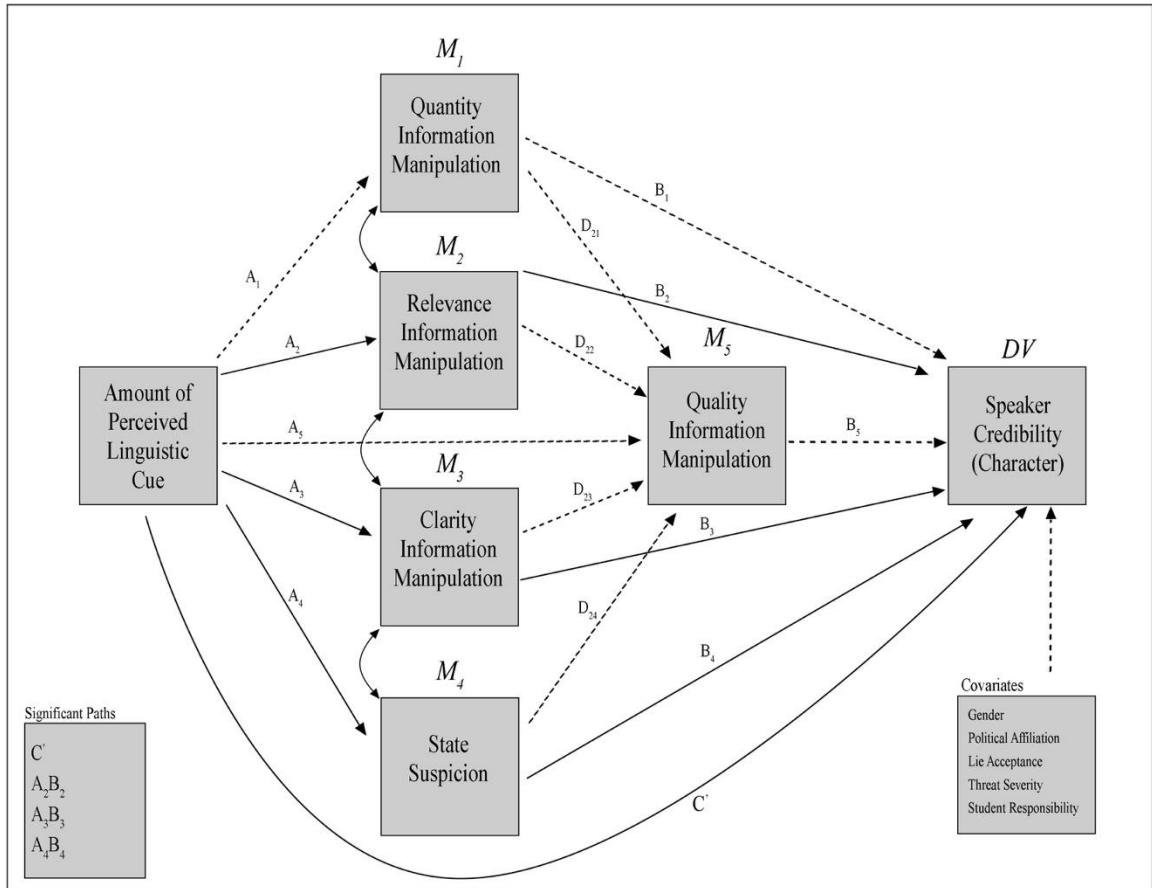 M₁
Quantity
Information
Manipulation
B₁
D₂₁
A₁
M₂
Relevance
Information
Manipulation
B₂
D₂₂
A₂
M₅
Quality
Information
Manipulation
DV
Speaker
Credibility
(Character)
Amount of
Perceived
Linguistic
Cue
A₅
B₅
A₃
M₃
Clarity
Information
Manipulation
D₂₃
B₃
A₄
D₂₄
M₄
State
Suspicion
B₄
C'
Significant Paths
C'
A₂B₂
A₃B₃
A₄B₄
Covariates
Gender
Political Affiliation
Lie Acceptance
Threat Severity
Student Responsibility